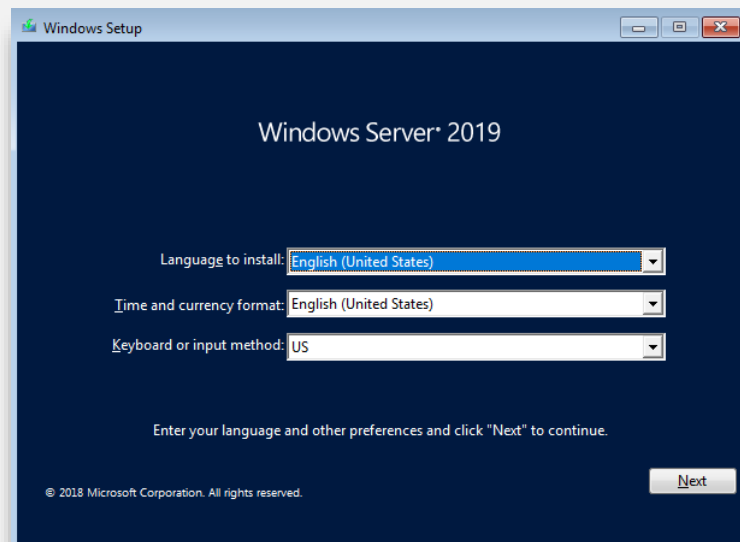 Windows Setup
Windows Server® 2019
Language to install: English (United States)
Time and currency format: English (United States)
Keyboard or input method: US
Enter your language and other preferences and click "Next" to continue.
© 2018 Microsoft Corporation. All rights reserved.
Next